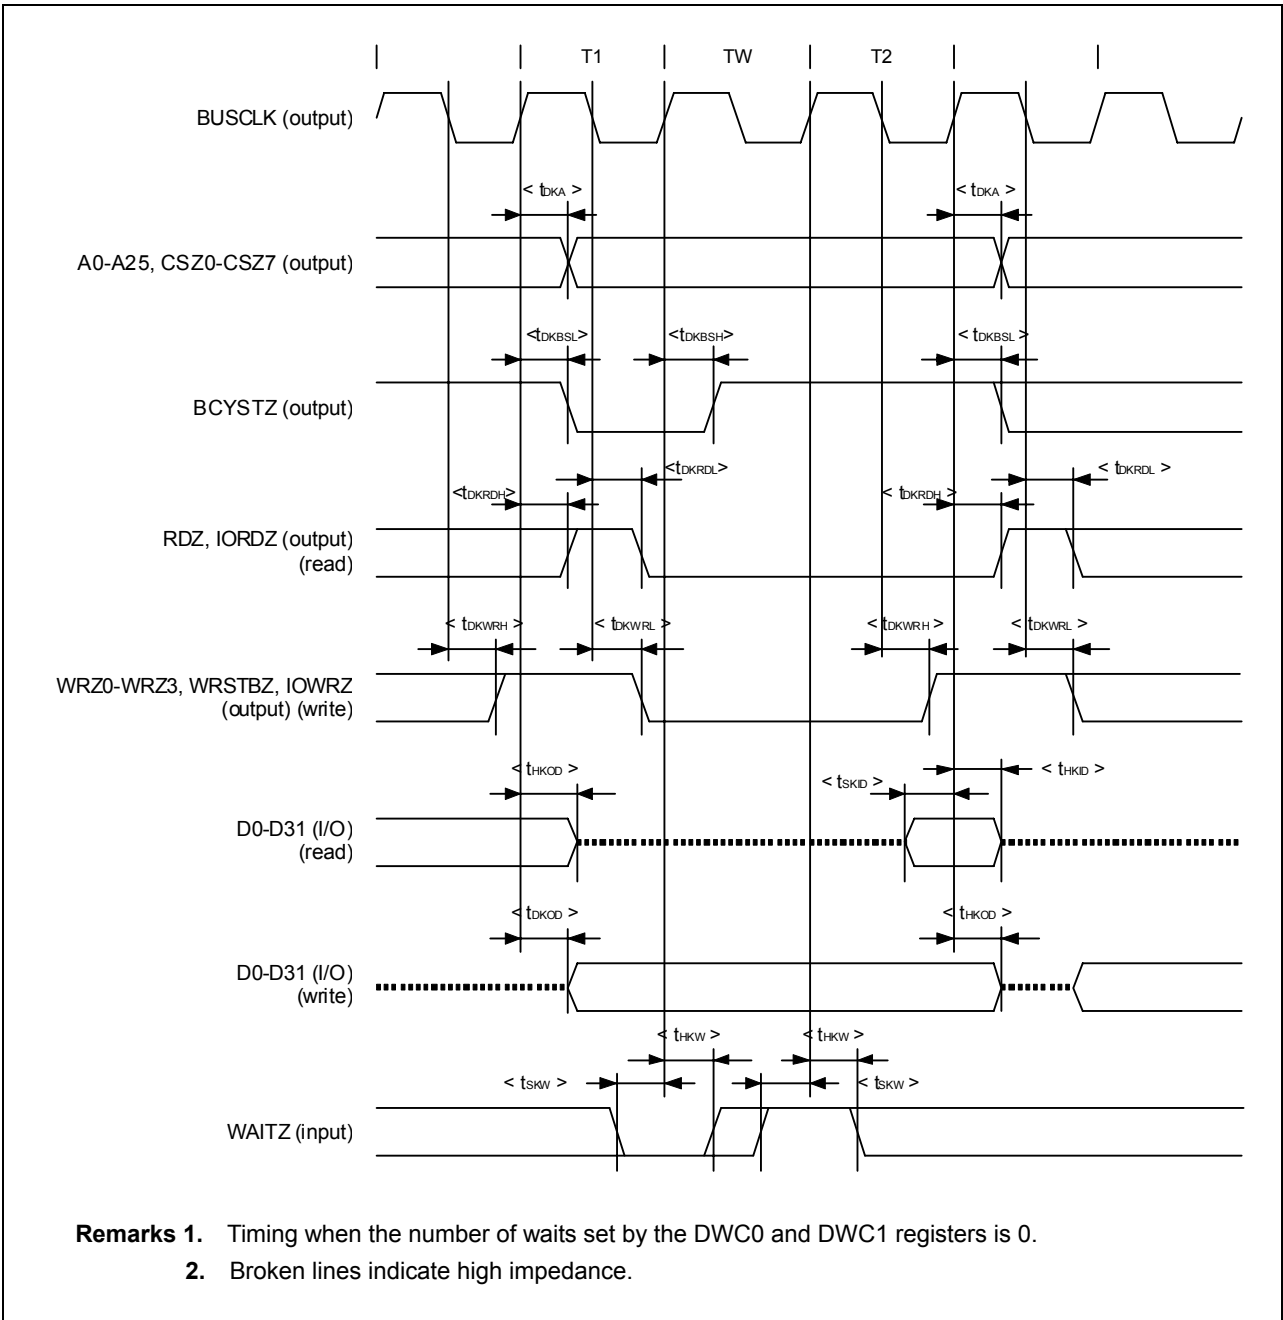 T1 TW T2
BUSCLK (output)
< tDKA > < tDKA >
A0-A25, CSZ0-CSZ7 (output)
<tDKBSL> <tDKBSH> <tDKBSL >
BCYSTZ (output)
<tDKRDL> < tDKRDL >
<tDKRDH> < tDKRDH >
RDZ, IORDZ (output)
(read)
< tDKWRH > < tDKWRL > < tDKWRH > < tDKWRL >
WRZ0-WRZ3, WRSTBZ, IOWRZ
(output) (write)
< tHKOD > < tSKID > < tHKID >
D0-D31 (I/O)
(read)
< tDKOD > < tHKOD >
D0-D31 (I/O)
(write)
< tHKW > < tHKW >
< tSKW > < tSKW >
WAITZ (input)
Remarks 1. Timing when the number of waits set by the DWC0 and DWC1 registers is 0.
2. Broken lines indicate high impedance.